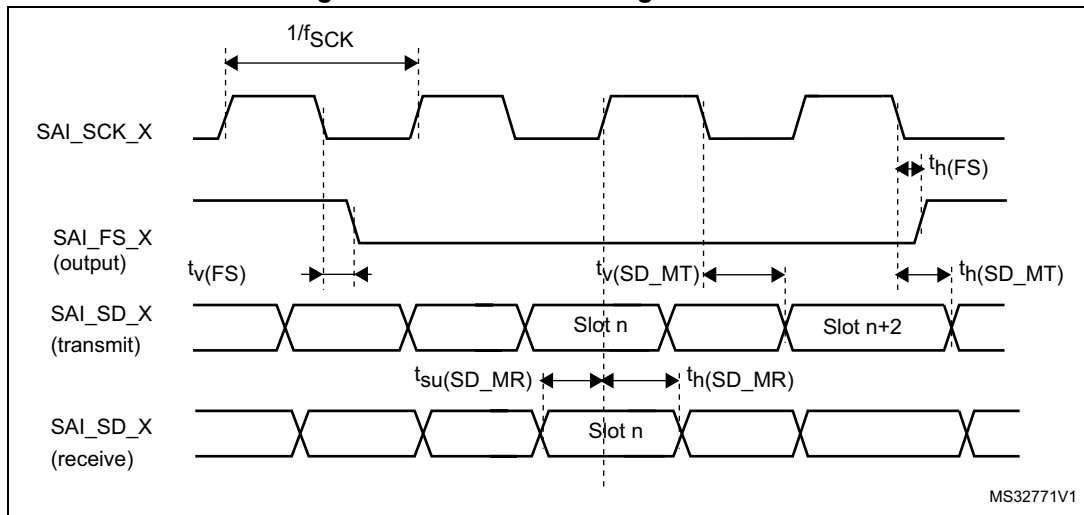 1/fSCK
SAI_SCK_X
th(FS)
SAI_FS_X
(output)
tv(FS)
tv(SD_MT)
th(SD_MT)
SAI_SD_X
(transmit)
Slot n
Slot n+2
tsu(SD_MR)
th(SD_MR)
SAI_SD_X
(receive)
Slot n
MS32771V1